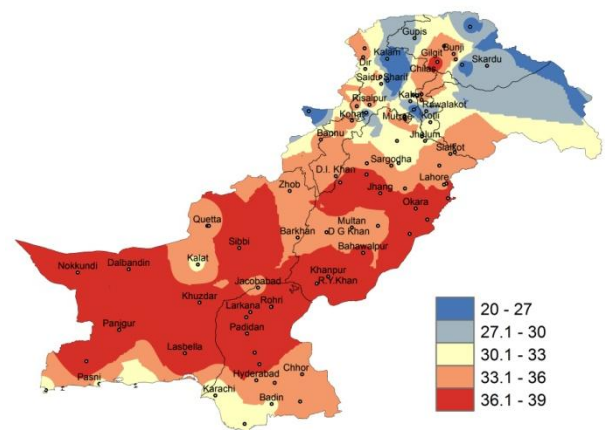 Gupis
Kalam
Gilgit
Bunji
Dir
Chilas
Skardu
Saidu Sharif
Kakul
Risalpur
Rawalakot
Kohat
Murree
Kotli
Bannu
Jhelum
Sialkot
Sargodha
D.I. Khan
Lahore
Zhob
Jhang
Okara
Quetta
Multan
Barkhan
D G Khan
Sibbi
Bahawalpur
Kalat
Nokkundi
Dalbandin
Khanpur
Jacobabad
R.Y.Khan
Khuzdar
Larkana
Rohri
Panjgur
Padidan
Lasbella
Pasni
Hyderabad
Chhor
Karachi
Badin
20 - 27
27.1 - 30
30.1 - 33
33.1 - 36
36.1 - 39